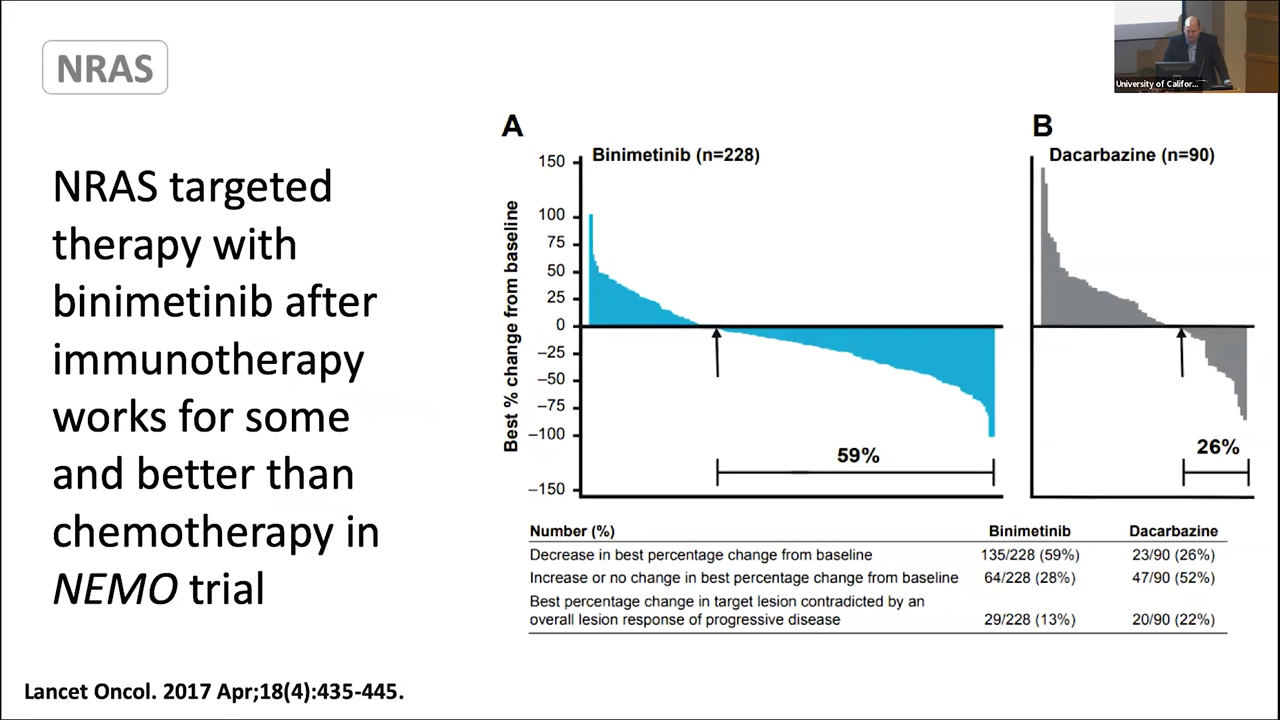 NRAS
University of Califor...
NRAS targeted
therapy with
binimetinib after
immunotherapy
works for some
and better than
chemotherapy in
NEMO trial
A
Binimetinib (n=228)
Best % change from baseline
150
100
75
50
25
0
–25
–50
–75
–100
–150
59%
B
Dacarbazine (n=90)
26%
Number (%) Binimetinib Dacarbazine
Decrease in best percentage change from baseline 135/228 (59%) 23/90 (26%)
Increase or no change in best percentage change from baseline 64/228 (28%) 47/90 (52%)
Best percentage change in target lesion contradicted by an
overall lesion response of progressive disease 29/228 (13%) 20/90 (22%)
Lancet Oncol. 2017 Apr;18(4):435-445.